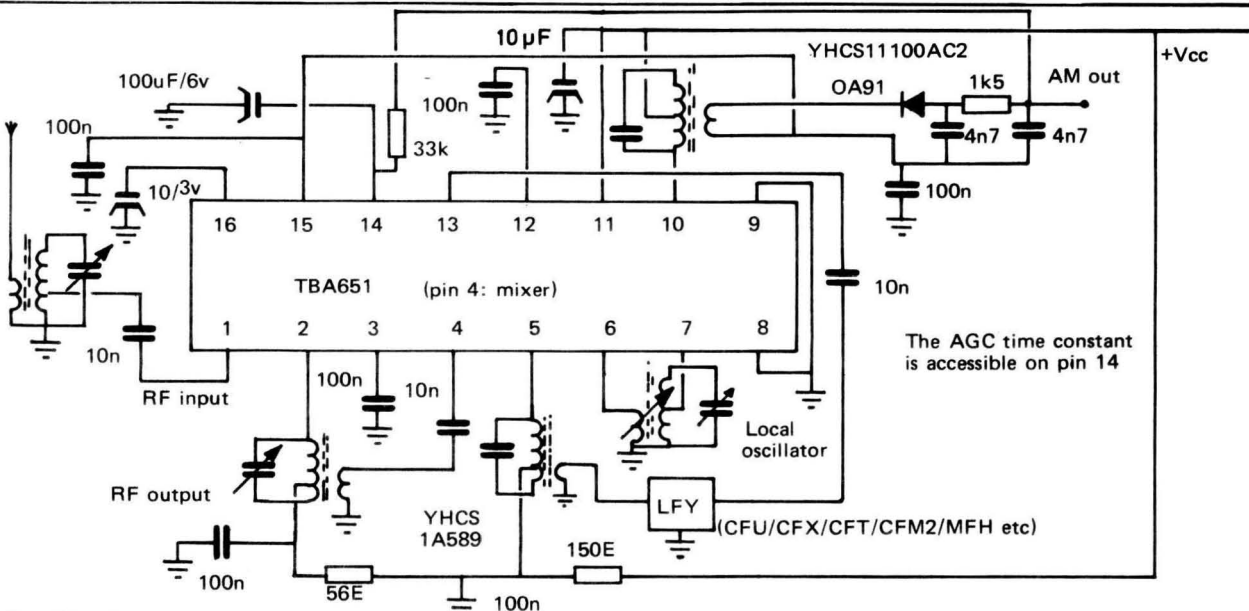 10µF
YHCS11100AC2
+Vcc
100uF/6v
OA91
1k5
AM out
100n
100n
4n7
4n7
33k
10/3v
100n
16 15 14 13 12 11 10 9
TBA651 (pin 4: mixer)
10n
1 2 3 4 5 6 7 8
The AGC time constant
is accessible on pin 14
10n
100n
10n
RF input
Local
oscillator
RF output
LFY
YHCS
1A589
(CFU/CFX/CFT/CFM2/MFH etc)
150E
100n
56E
100n